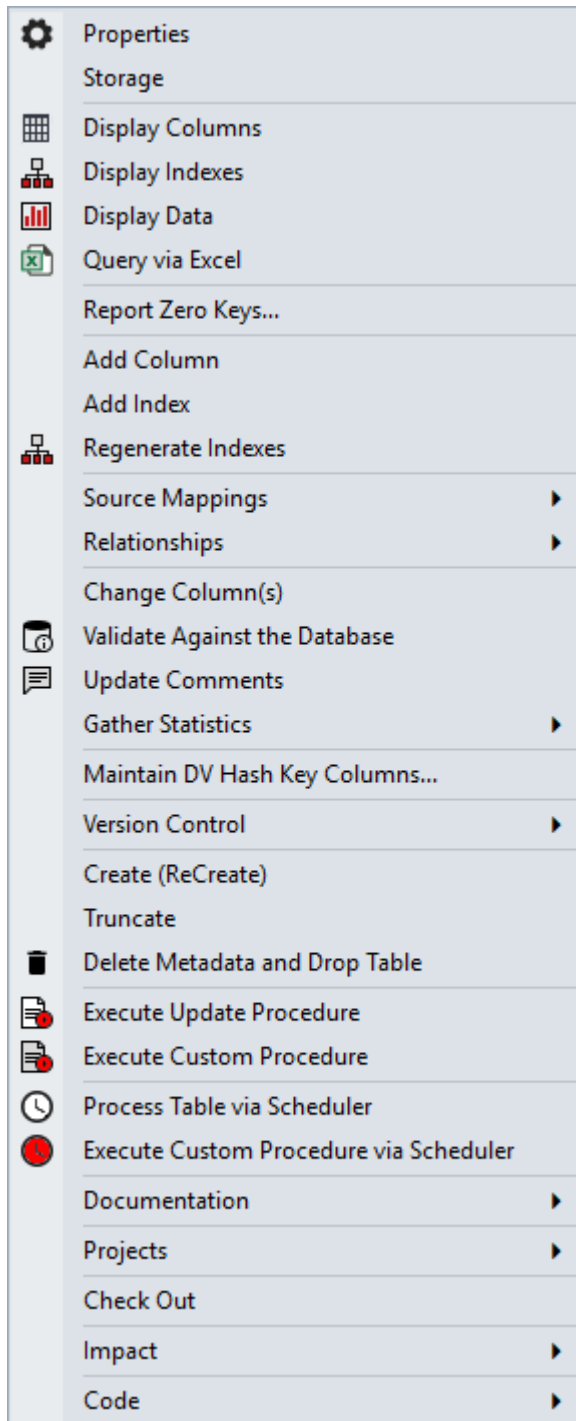 Properties
Storage
Display Columns
Display Indexes
Display Data
Query via Excel
Report Zero Keys...
Add Column
Add Index
Regenerate Indexes
Source Mappings
Relationships
Change Column(s)
Validate Against the Database
Update Comments
Gather Statistics
Maintain DV Hash Key Columns...
Version Control
Create (ReCreate)
Truncate
Delete Metadata and Drop Table
Execute Update Procedure
Execute Custom Procedure
Process Table via Scheduler
Execute Custom Procedure via Scheduler
Documentation
Projects
Check Out
Impact
Code